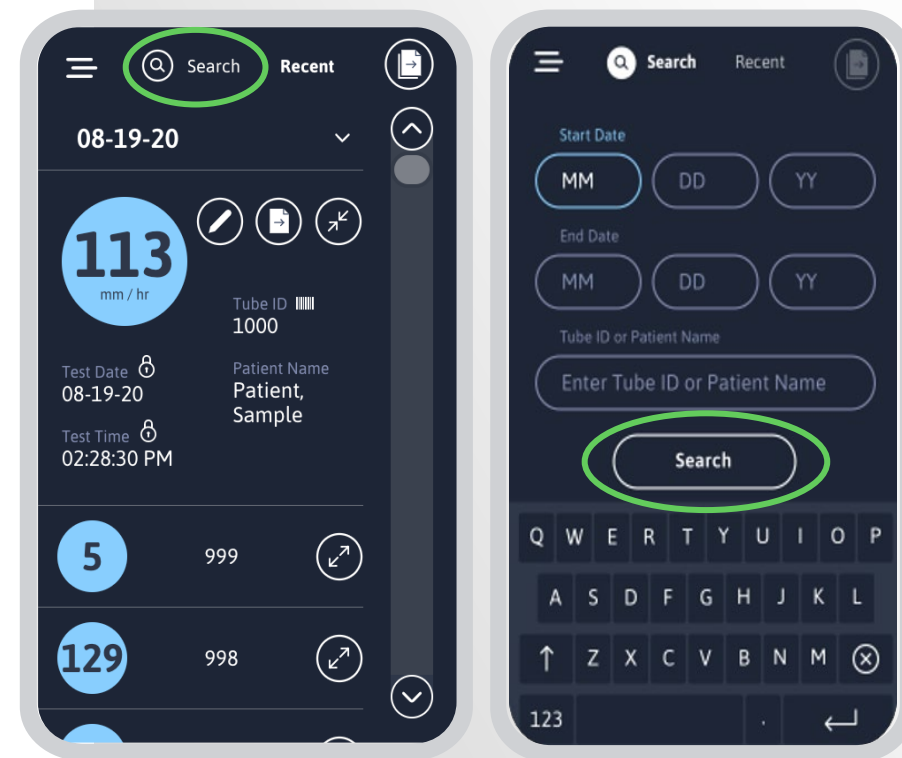 Search Recent
08-19-20
113
mm / hr
Tube ID
1000
Test Date
08-19-20
Patient Name
Patient,
Sample
Test Time
02:28:30 PM
5 999
129 998
Search Recent
Start Date
MM DD YY
End Date
MM DD YY
Tube ID or Patient Name
Enter Tube ID or Patient Name
Search
Q W E R T Y U I O P
A S D F G H J K L
Z X C V B N M
123 .